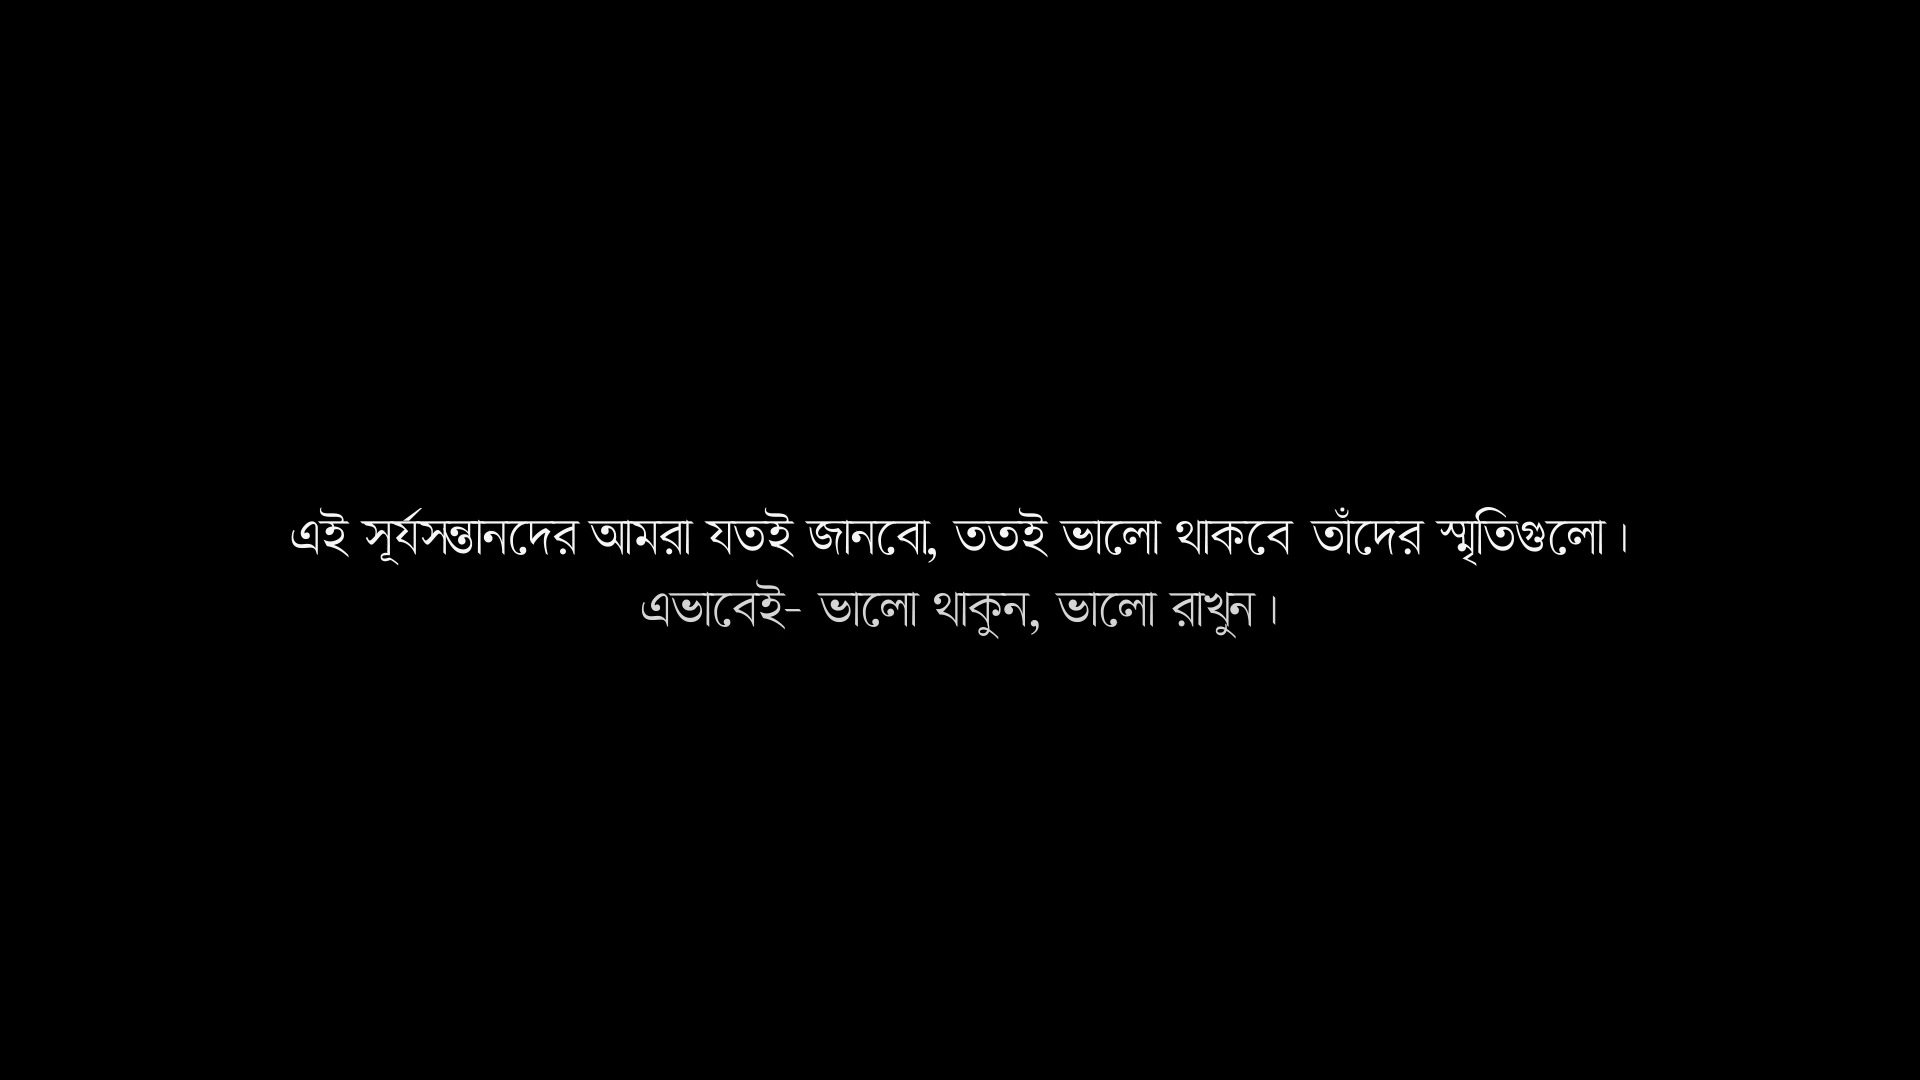 এই সূর্যসন্তানদের আমরা যতই জানবো, ততই ভালো থাকবে তাঁদের স্মৃতিগুলো।
এভাবেই- ভালো থাকুন, ভালো রাখুন।